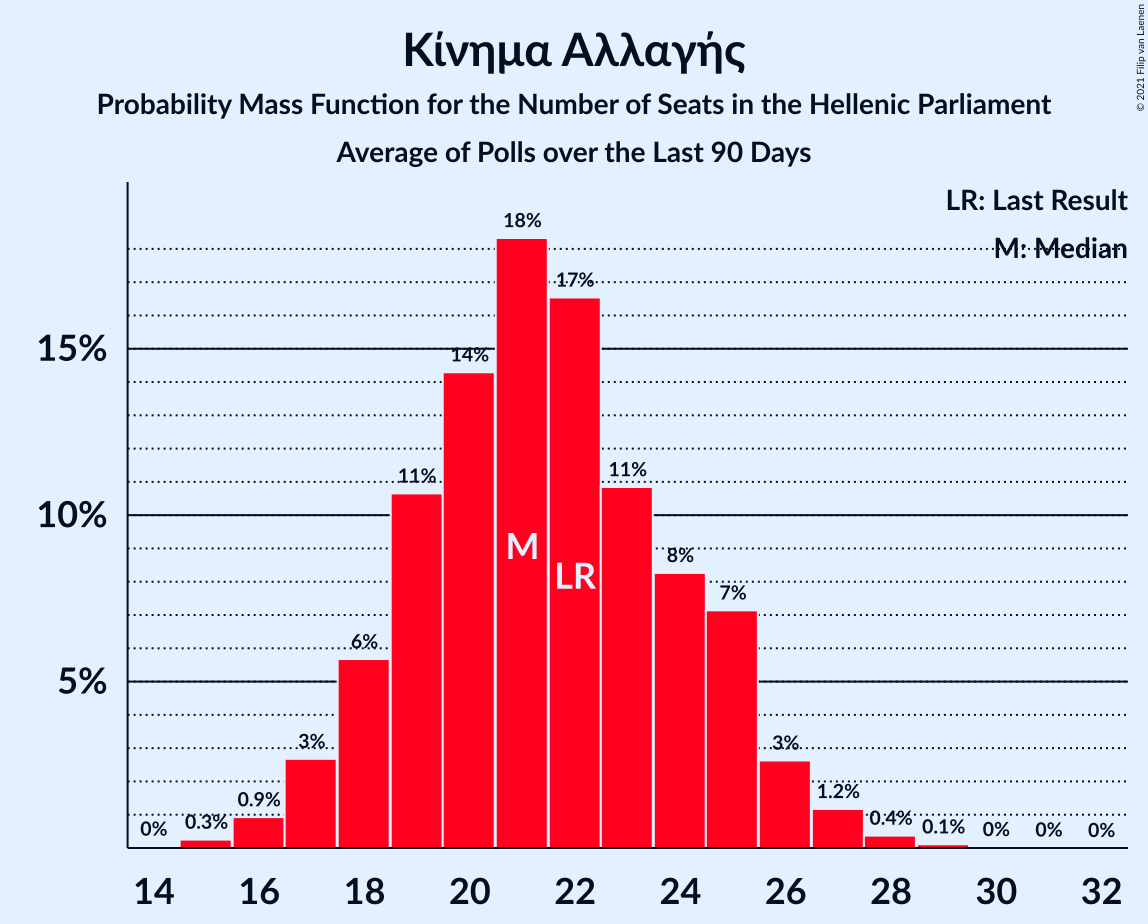 Κίνημα Αλλαγής
Probability Mass Function for the Number of Seats in the Hellenic Parliament
Average of Polls over the Last 90 Days
© 2021 Filip van Laenen
LR: Last Result
M: Median
18%
17%
15%
14%
11%
11%
10%
M
LR
8%
7%
6%
5%
3%
3%
0.9%
1.2%
0%
0.3%
0.4%
0.1%
0%
0%
0%
14 16 18 20 22 24 26 28 30 32